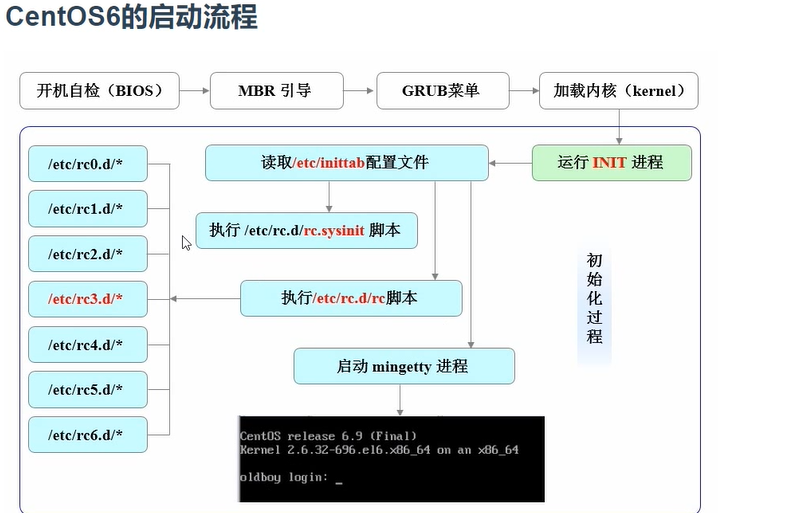 CentOS6的启动流程
开机自检（BIOS）
MBR 引导
GRUB菜单
加载内核（kernel）
运行 INIT 进程
读取/etc/inittab配置文件
执行 /etc/rc.d/rc.sysinit 脚本
执行/etc/rc.d/rc脚本
启动 mingetty 进程
/etc/rc0.d/*
/etc/rc1.d/*
/etc/rc2.d/*
/etc/rc3.d/*
/etc/rc4.d/*
/etc/rc5.d/*
/etc/rc6.d/*
初始化过程
CentOS release 6.9 (Final)
Kernel 2.6.32-696.el6.x86_64 on an x86_64
oldboy login: _